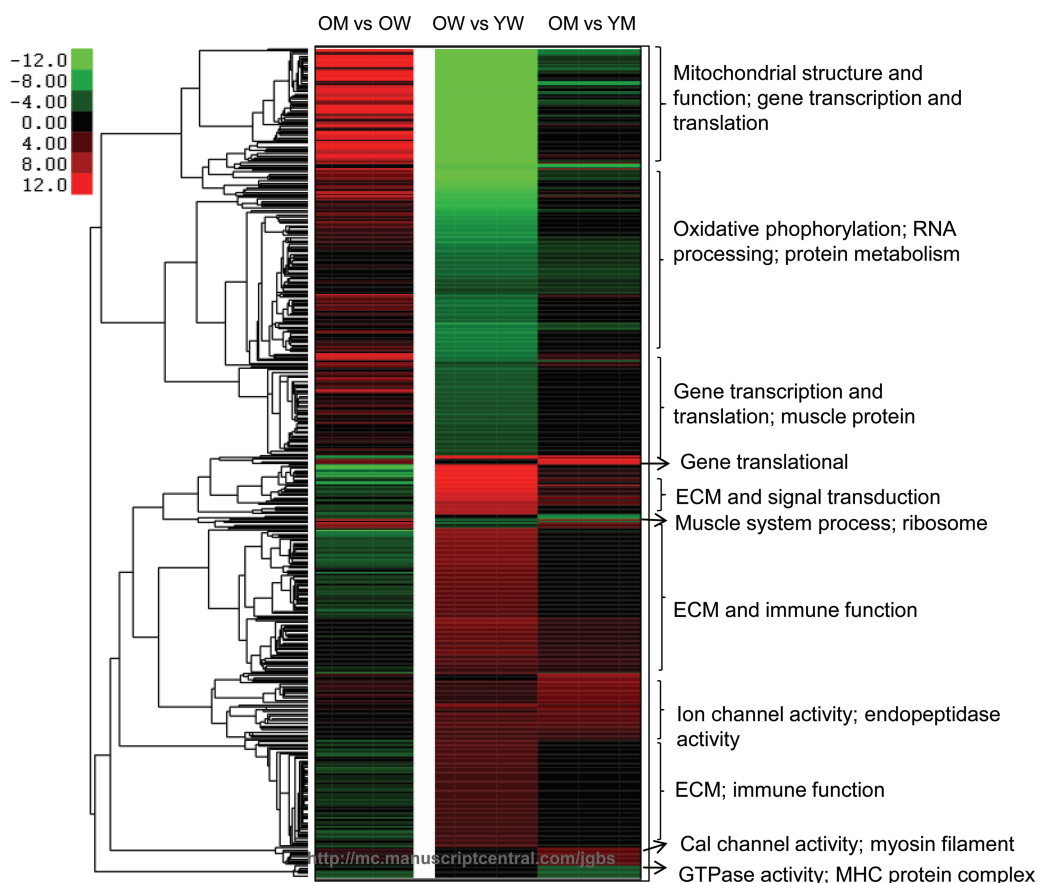 OM vs OW OW vs YW OM vs YM
-12.0
-8.00
-4.00
0.00
4.00
8.00
12.0
Mitochondrial structure and
function; gene transcription and
translation
Oxidative phophorylation; RNA
processing; protein metabolism
Gene transcription and
translation; muscle protein
Gene translational
ECM and signal transduction
Muscle system process; ribosome
ECM and immune function
Ion channel activity; endopeptidase
activity
ECM; immune function
Cal channel activity; myosin filament
http://mc.manuscriptcentral.com/jgbs
GTPase activity; MHC protein complex